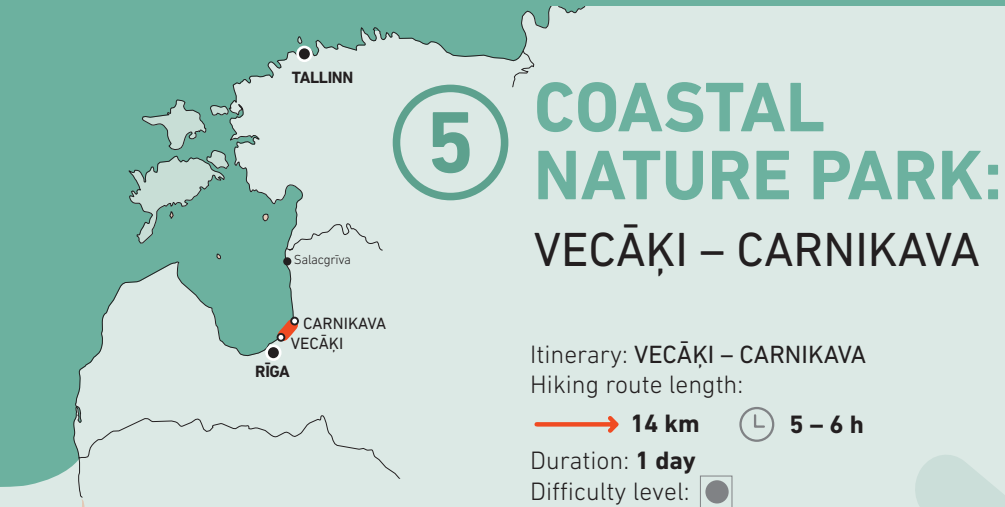 TALLINN
5
COASTAL
NATURE PARK:
VECĀĶI – CARNIKAVA
Salacgrīva
CARNIKAVA
VECĀĶI
RĪGA
Itinerary: VECĀĶI – CARNIKAVA
Hiking route length:
14 km 5 – 6 h
Duration: 1 day
Difficulty level: